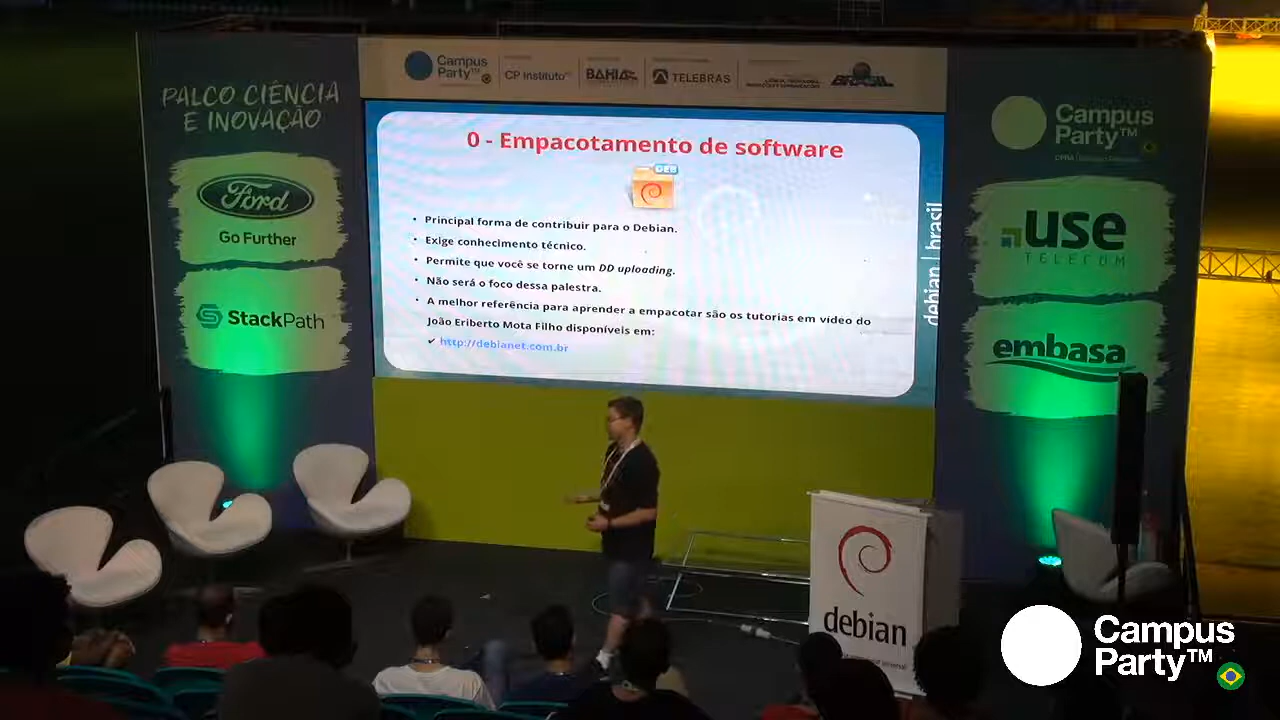 PALCO CIÊNCIA
E INOVAÇÃO
Ford
Go Further
StackPath
Campus
Party™
CP Instituto
BAHIA
TELEBRAS
BRASIL
0 - Empacotamento de software
DEB
• Principal forma de contribuir para o Debian.
• Exige conhecimento técnico.
• Permite que você se torne um DD uploading.
• Não será o foco dessa palestra.
• A melhor referência para aprender a empacotar são os tutorias em vídeo do
João Eriberto Mota Filho disponíveis em:
✔ http://debianet.com.br
debian | brasil
Campus
Party™
use
TELECOM
embasa
debian
Campus
Party™